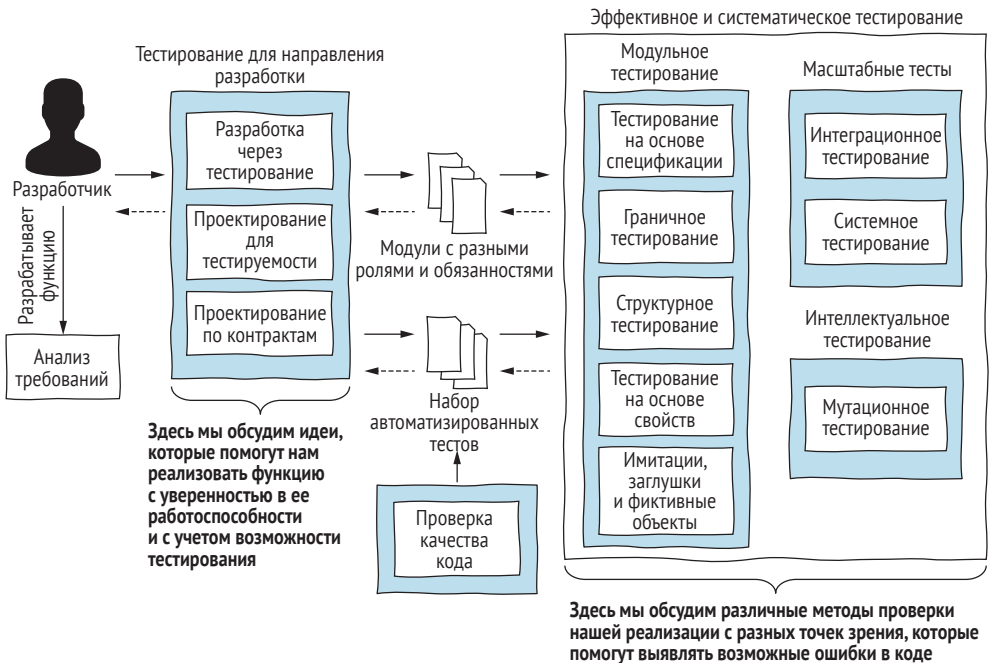 Эффективное и систематическое тестирование
Тестирование для направления
разработки
Разработчик
Разрабатывает
функцию
Анализ
требований
Разработка
через
тестирование
Проектирование
для
тестируемости
Проектирование
по контрактам
Здесь мы обсудим идеи,
которые помогут нам
реализовать функцию
с уверенностью в ее
работоспособности
и с учетом возможности
тестирования
Модули с разными
ролями и обязанностями
Набор
автоматизированных
тестов
Проверка
качества
кода
Модульное
тестирование
Тестирование
на основе
спецификации
Граничное
тестирование
Структурное
тестирование
Тестирование
на основе
свойств
Имитации,
заглушки
и фиктивные
объекты
Масштабные тесты
Интеграционное
тестирование
Системное
тестирование
Интеллектуальное
тестирование
Мутационное
тестирование
Здесь мы обсудим различные методы проверки
нашей реализации с разных точек зрения, которые
помогут выявлять возможные ошибки в коде